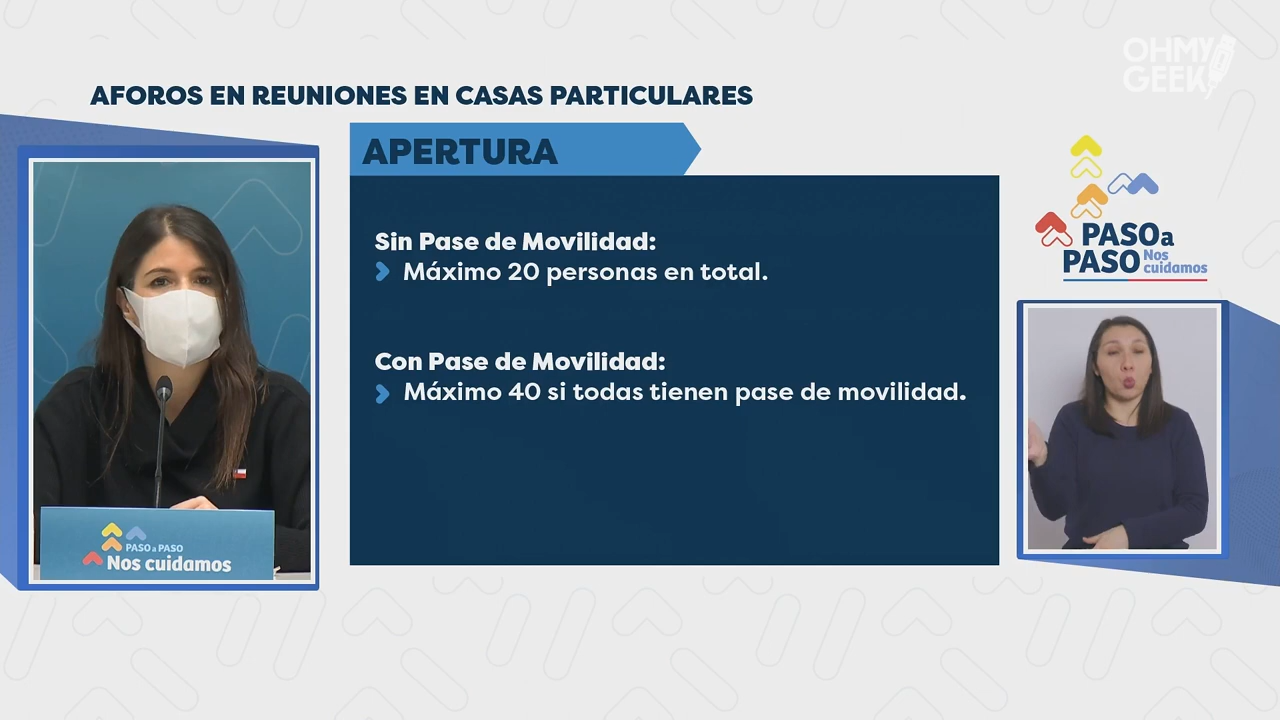 OHMY
GEEK
AFOROS EN REUNIONES EN CASAS PARTICULARES
APERTURA
Sin Pase de Movilidad:
Máximo 20 personas en total.
Con Pase de Movilidad:
Máximo 40 si todas tienen pase de movilidad.
PASO a
PASO Nos
cuidamos
PASO a PASO
Nos cuidamos